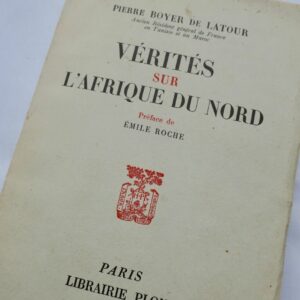 PIERRE BOYER DE LATOUR
Ancien Résident général de France
en Tunisie et au Maroc
VÉRITÉS
SUR
L'AFRIQUE DU NORD
Préface de
ÉMILE ROCHE
PARIS
LIBRAIRIE PLON